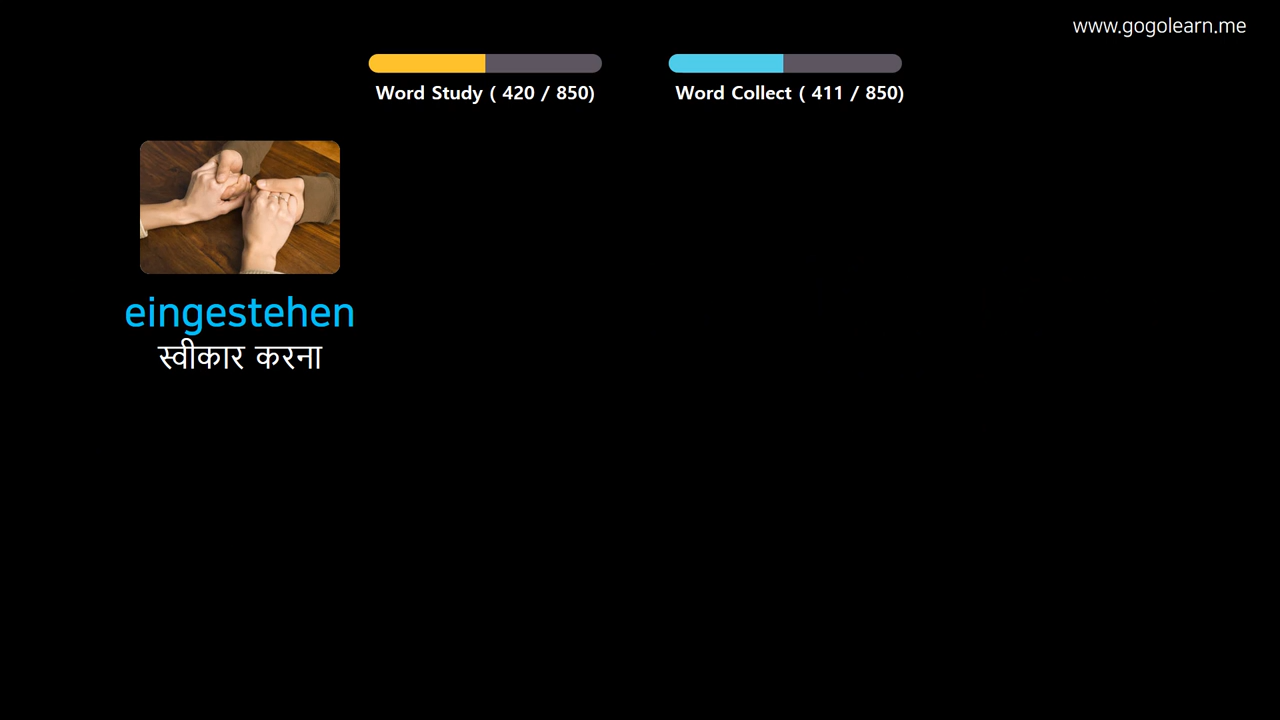 www.gogolearn.me
Word Study ( 420 / 850)
Word Collect ( 411 / 850)
eingestehen
स्वीकार करना